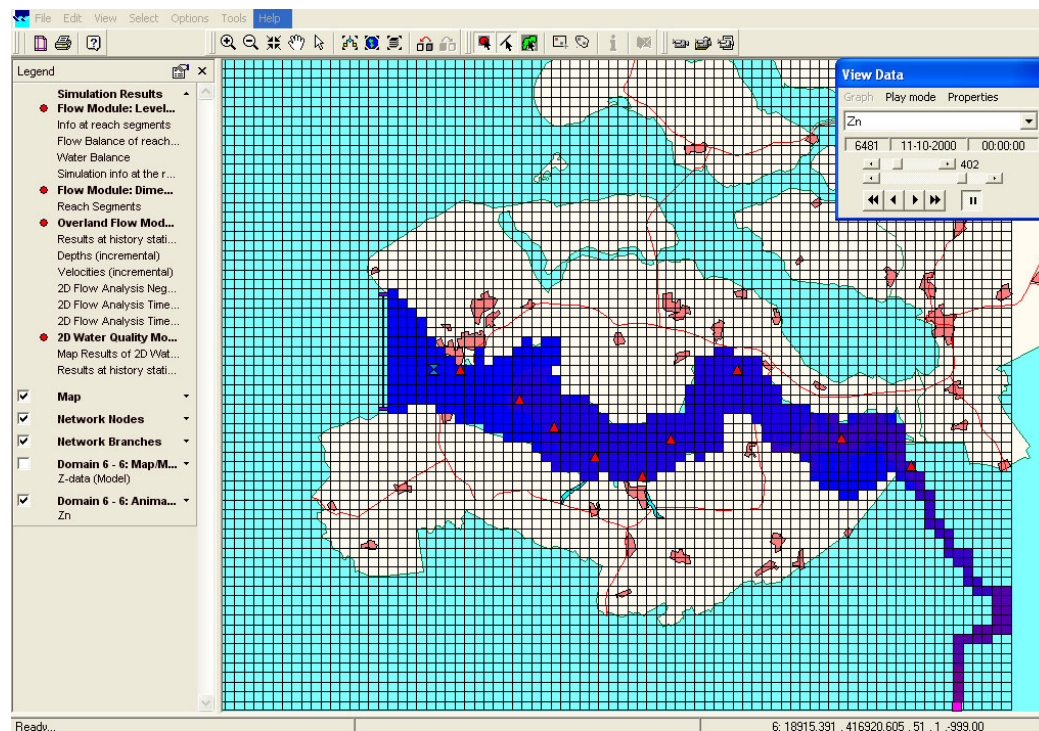 File Edit View Select Options Tools Help
Legend
Simulation Results
Flow Module: Level...
Info at reach segments
Flow Balance of reach...
Water Balance
Simulation info at the r...
Flow Module: Dime...
Reach Segments
Overland Flow Mod...
Results at history stati...
Depths (incremental)
Velocities (incremental)
2D Flow Analysis Neg...
2D Flow Analysis Time...
2D Flow Analysis Time...
2D Water Quality Mo...
Map Results of 2D Wat...
Results at history stati...
Map
Network Nodes
Network Branches
Domain 6 - 6: Map/M...
Z-data (Model)
Domain 6 - 6: Anima...
Zn
View Data
Graph Play mode Properties
Zn
6481 11-10-2000 00:00:00
402
Ready...
6: 18915.391 , 416920.605 , 51 , 1 ,-999.00